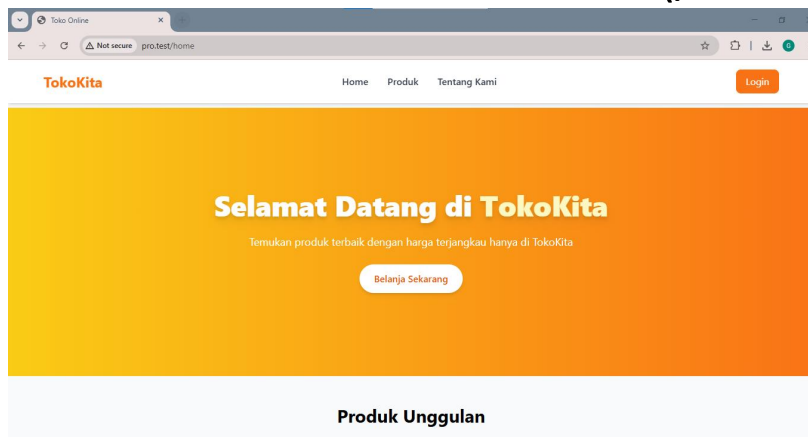 Toko Online
Not secure pro.test/home
G
TokoKita Home Produk Tentang Kami Login
Selamat Datang di TokoKita
Temukan produk terbaik dengan harga terjangkau hanya di TokoKita
Belanja Sekarang
Produk Unggulan